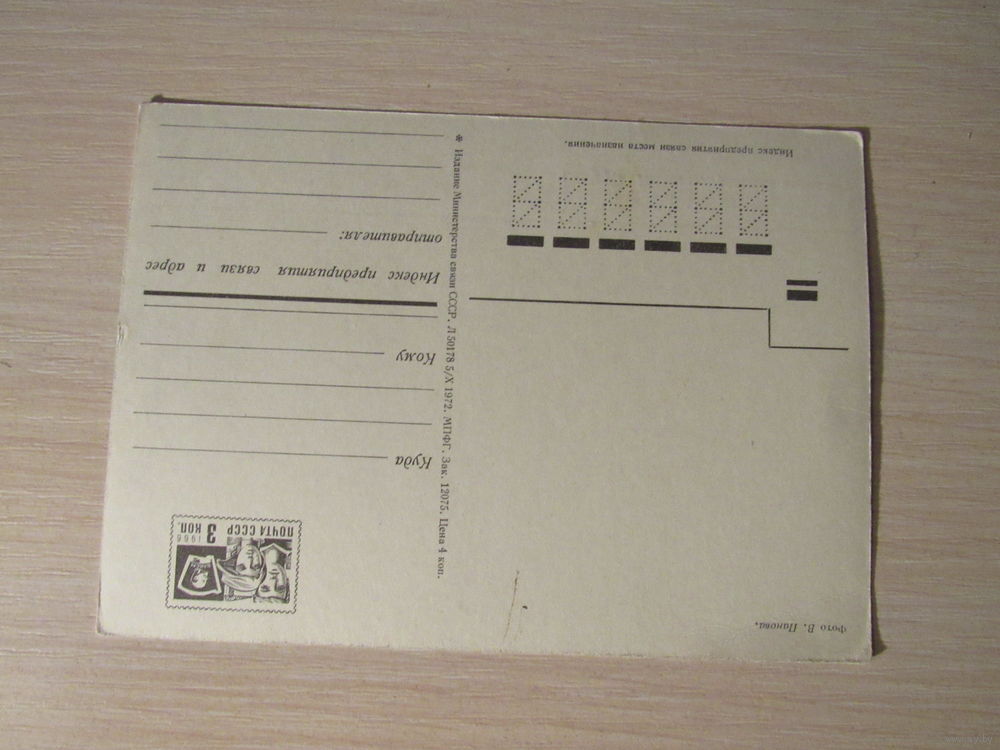 Фото В. Панова.
ПОЧТА СССР
3 КОП.
1966
Куда
Кому
Индекс предприятия связи и адрес
отправителя:
* Издание Министерства связи СССР. Л 50178 5/X 1972. МПФГ. Зак. 12075. Цена 4 коп.
Индекс предприятия связи места назначения.